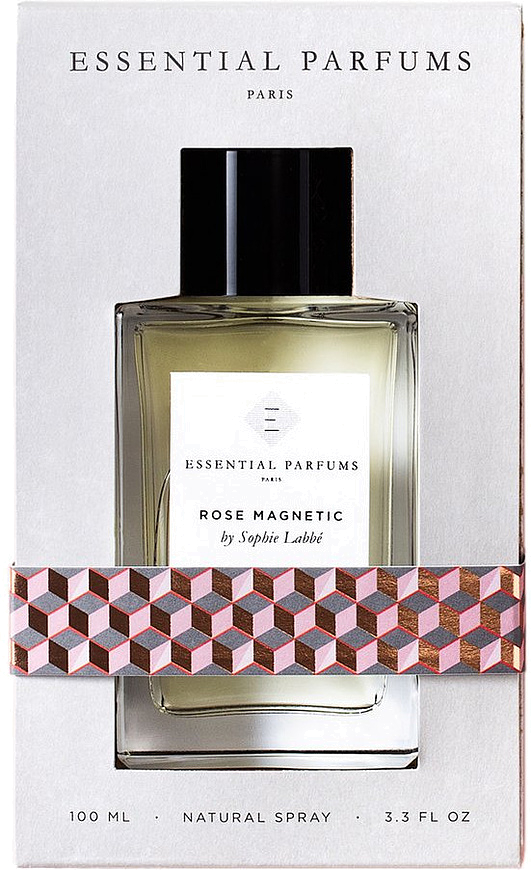 ESSENTIAL PARFUMS
PARIS
E
ESSENTIAL PARFUMS
PARIS
ROSE MAGNETIC
by Sophie Labbé
100 ML · NATURAL SPRAY · 3.3 FL OZ